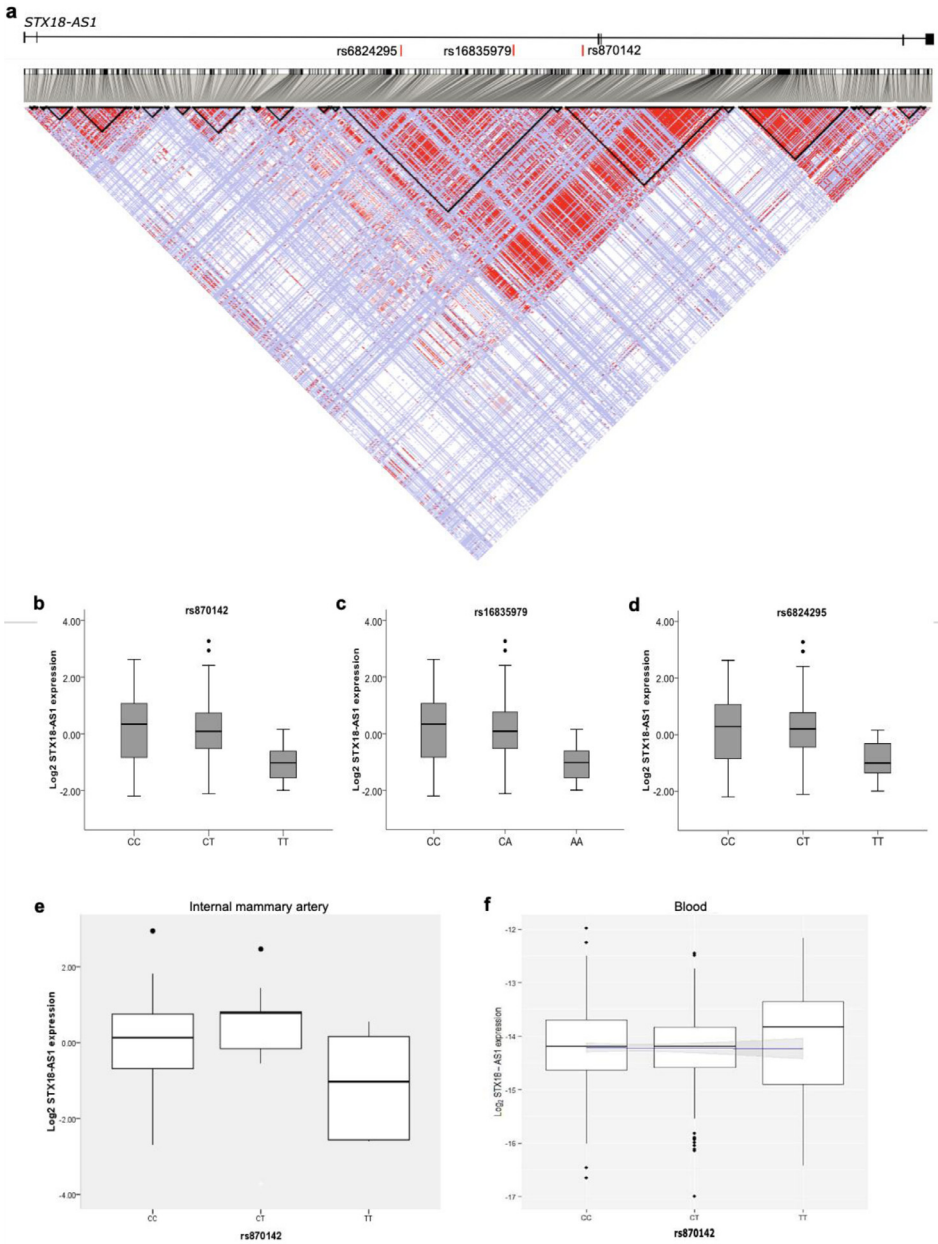 a
STX18-AS1
rs6824295 rs16835979 rs870142
b
rs870142
4.00
2.00
0.00
-2.00
Log2 STX18-AS1 expression
CC CT TT
c
rs16835979
4.00
2.00
0.00
-2.00
Log2 STX18-AS1 expression
CC CA AA
d
rs6824295
4.00
2.00
0.00
-2.00
Log2 STX18-AS1 expression
CC CT TT
e
Internal mammary artery
2.00
0.00
-2.00
-4.00
Log2 STX18-AS1 expression
CC CT TT
rs870142
f
Blood
-12
-13
-14
-15
-16
-17
Log2 STX18 – AS1 expression
CC CT TT
rs870142